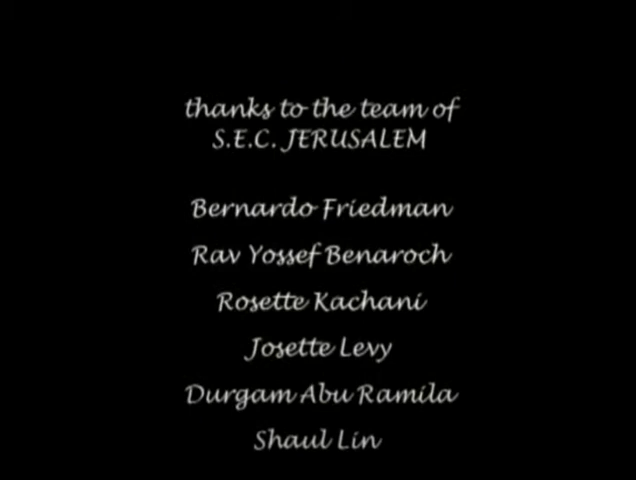 thanks to the team of
S.E.C. JERUSALEM
Bernardo Friedman
Rav Yossef Benaroch
Rosette Kachani
Josette Levy
Durgam Abu Ramila
Shaul Lin